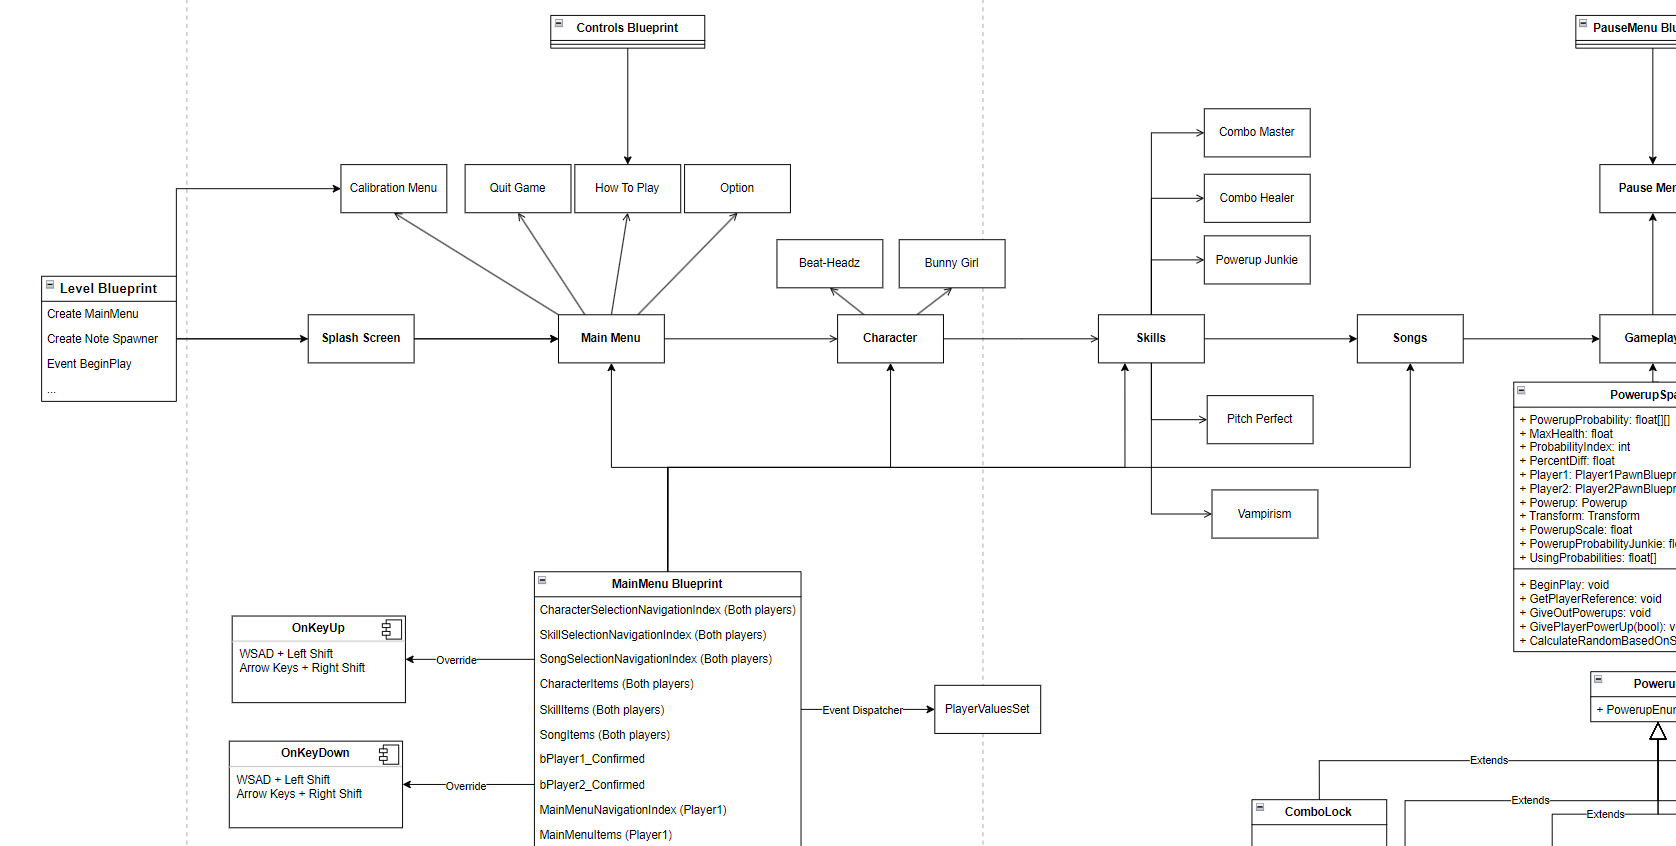 Controls Blueprint
PauseMenu Blu
Combo Master
Calibration Menu
Quit Game
How To Play
Option
Pause Men
Combo Healer
Beat-Headz
Bunny Girl
Powerup Junkie
Level Blueprint
Create MainMenu
Create Note Spawner
Event BeginPlay
...
Splash Screen
Main Menu
Character
Skills
Songs
Gameplay
Pitch Perfect
Vampirism
PowerupSpa
+ PowerupProbability: float[][]
+ MaxHealth: float
+ ProbabilityIndex: int
+ PercentDiff: float
+ Player1: Player1PawnBluepr
+ Player2: Player2PawnBluepr
+ Powerup: Powerup
+ Transform: Transform
+ PowerupScale: float
+ PowerupProbabilityJunkie: fl
+ UsingProbabilities: float[]
+ BeginPlay: void
+ GetPlayerReference: void
+ GiveOutPowerups: void
+ GivePlayerPowerUp(bool): v
+ CalculateRandomBasedOnS
MainMenu Blueprint
CharacterSelectionNavigationIndex (Both players)
SkillSelectionNavigationIndex (Both players)
SongSelectionNavigationIndex (Both players)
CharacterItems (Both players)
SkillItems (Both players)
SongItems (Both players)
bPlayer1_Confirmed
bPlayer2_Confirmed
MainMenuNavigationIndex (Player1)
MainMenuItems (Player1)
OnKeyUp
WSAD + Left Shift
Arrow Keys + Right Shift
Override
OnKeyDown
WSAD + Left Shift
Arrow Keys + Right Shift
Override
Event Dispatcher
PlayerValuesSet
Poweru
+ PowerupEnum
Extends
Extends
Extends
ComboLock